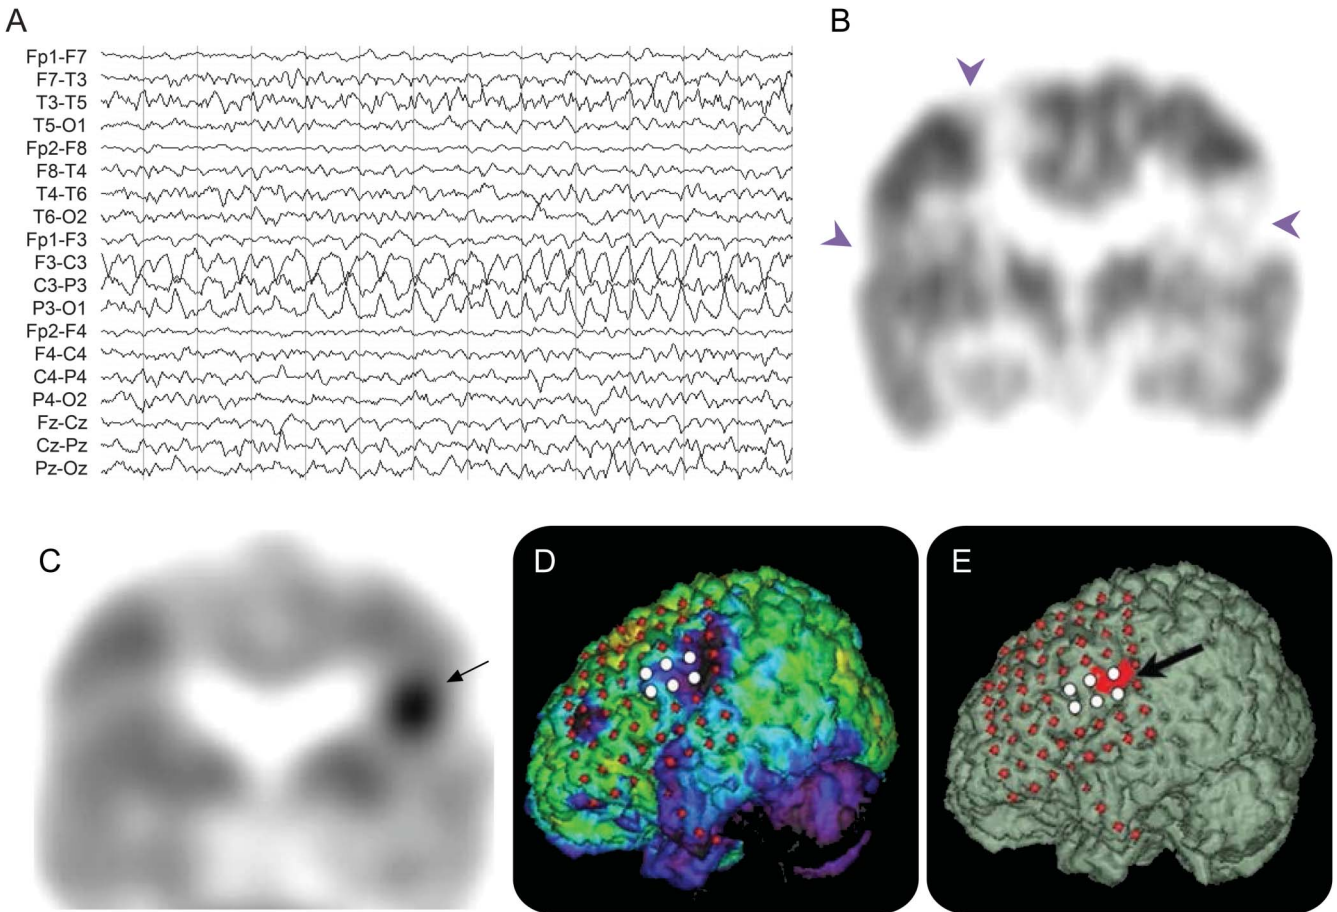 A
Fp1-F7
F7-T3
T3-T5
T5-O1
Fp2-F8
F8-T4
T4-T6
T6-O2
Fp1-F3
F3-C3
C3-P3
P3-O1
Fp2-F4
F4-C4
C4-P4
P4-O2
Fz-Cz
Cz-Pz
Pz-Oz
B
C
D
E